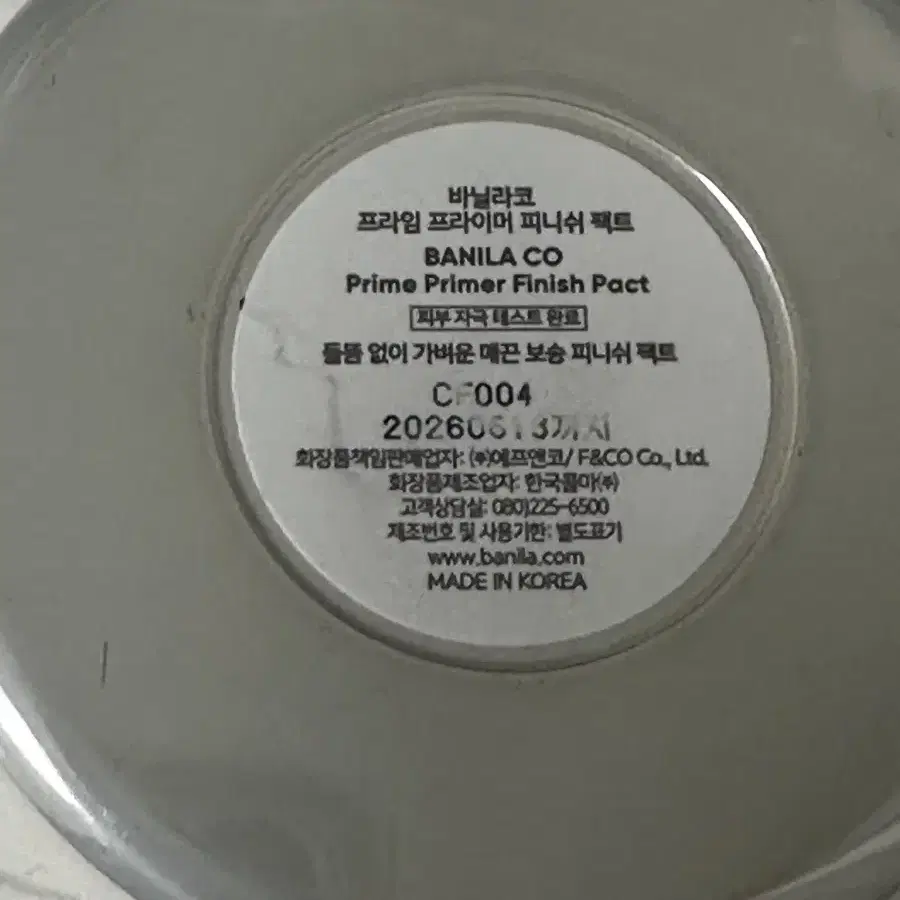 바닐라코
프라임 프라이머 피니쉬 팩트
BANILA CO
Prime Primer Finish Pact
피부 자극 테스트 완료
들뜸 없이 가벼운 매끈 보송 피니쉬 팩트
CF004
20260613까지
화장품책임판매업자: (주)에프앤코/ F&CO Co., Ltd.
화장품제조업자: 한국콜마(주)
고객상담실: 080)225-6500
제조번호 및 사용기한: 별도표기
www.banila.com
MADE IN KOREA